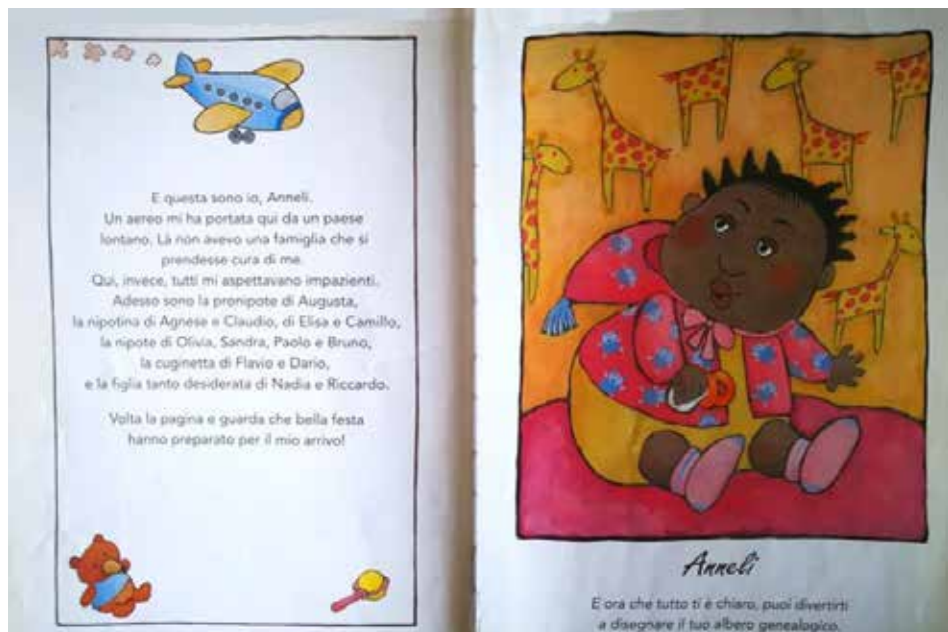 E questa sono io, Anneli.
Un aereo mi ha portata qui da un paese
lontano. Là non avevo una famiglia che si
prendesse cura di me.
Qui, invece, tutti mi aspettavano impazienti.
Adesso sono la pronipote di Augusta,
la nipotina di Agnese e Claudio, di Elisa e Camillo,
la nipote di Olivia, Sandra, Paolo e Bruno,
la cuginetta di Flavio e Dario,
e la figlia tanto desiderata di Nadia e Riccardo.
Volta la pagina e guarda che bella festa
hanno preparato per il mio arrivo!
Anneli
E ora che tutto ti è chiaro, puoi divertirti
a disegnare il tuo albero genealogico.